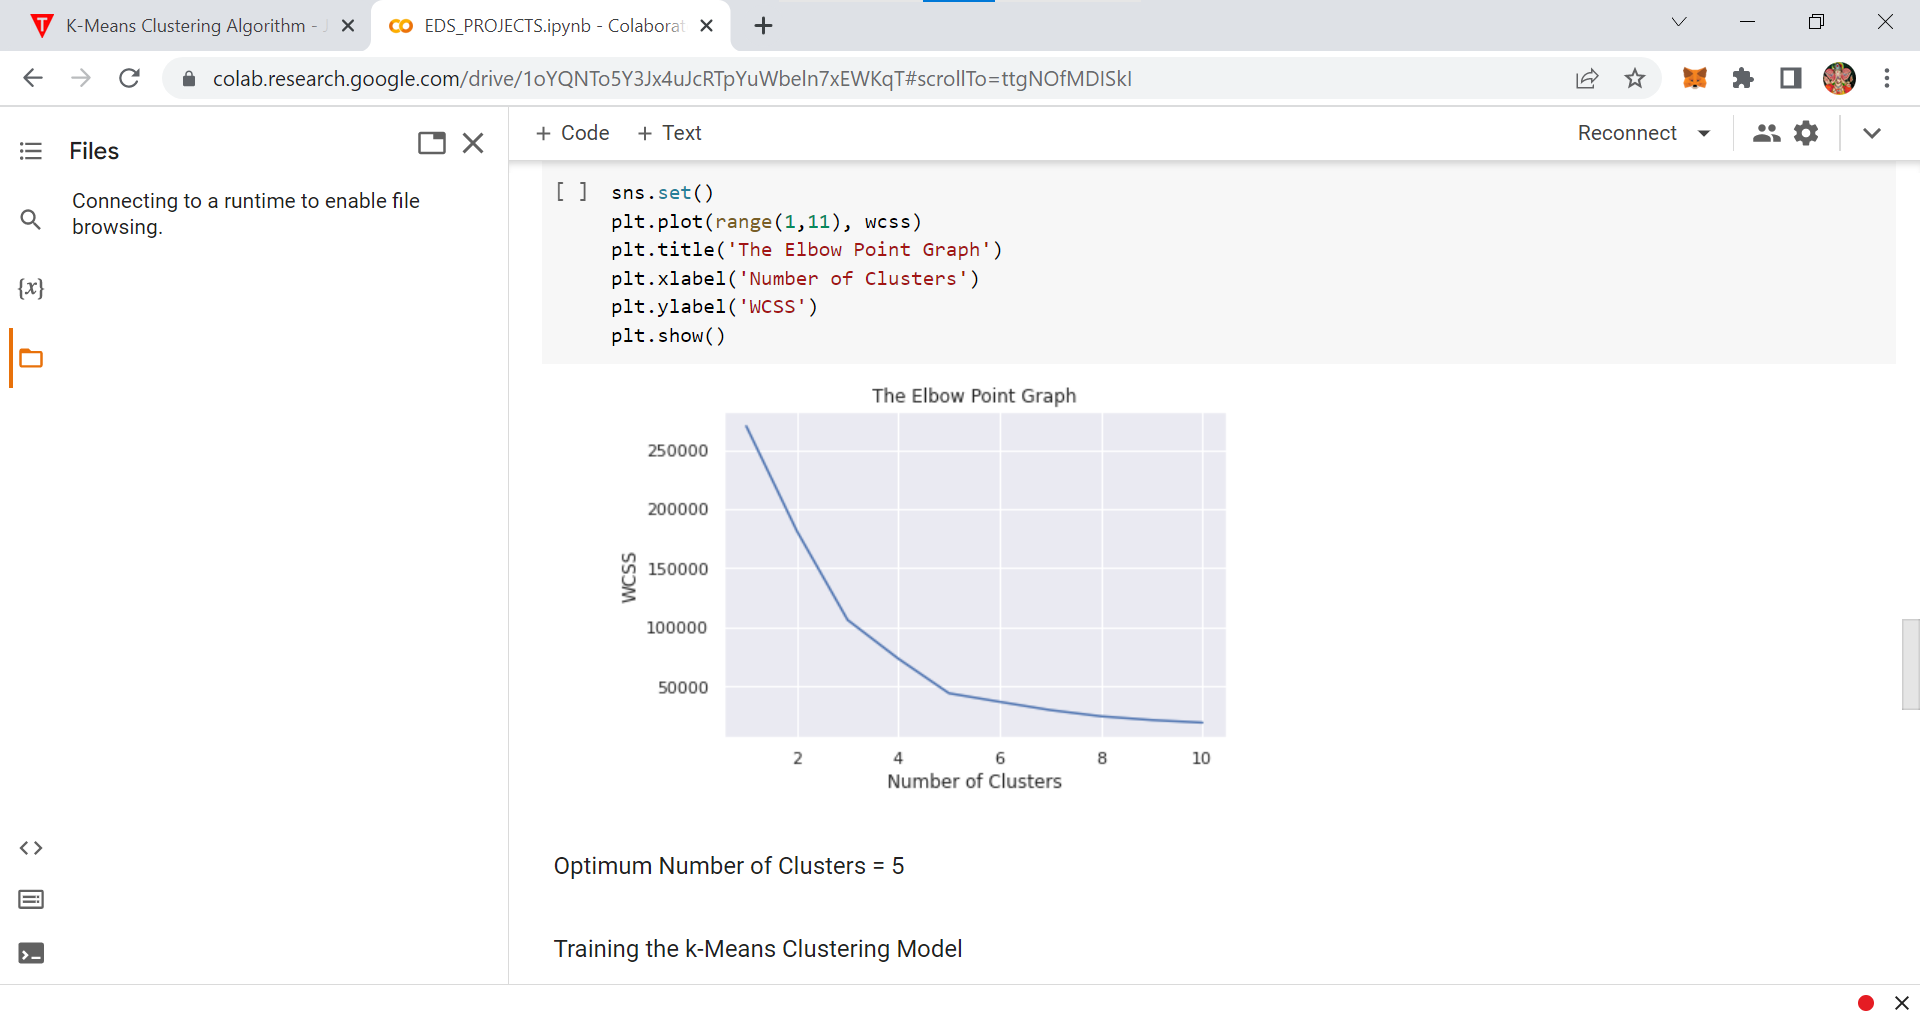 K-Means Clustering Algorithm - J
EDS_PROJECTS.ipynb - Colaborat
colab.research.google.com/drive/1oYQNTo5Y3Jx4uJcRTpYuWbeIn7xEWKqT#scrollTo=ttgNOfMDISkI
Files
Connecting to a runtime to enable file
browsing.
{x}
+ Code + Text
Reconnect
[ ] sns.set()
plt.plot(range(1,11), wcss)
plt.title('The Elbow Point Graph')
plt.xlabel('Number of Clusters')
plt.ylabel('WCSS')
plt.show()
The Elbow Point Graph
250000
200000
150000
100000
50000
WCSS
2 4 6 8 10
Number of Clusters
Optimum Number of Clusters = 5
Training the k-Means Clustering Model